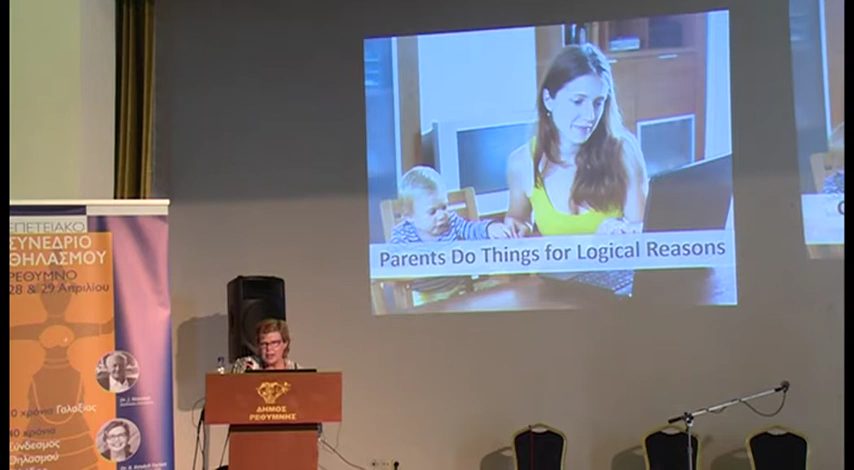 ΕΠΕΤΕΙΑΚΟ
ΣΥΝΕΔΡΙΟ
ΘΗΛΑΣΜΟΥ
ΡΕΘΥΜΝΟ
28 & 29 Απριλίου
χρόνια Γαλαξίας
χρόνια
Σύνδεσμος
Θηλασμού
Parents Do Things for Logical Reasons
ΔΗΜΟΣ
ΡΕΘΥΜΝΗΣ